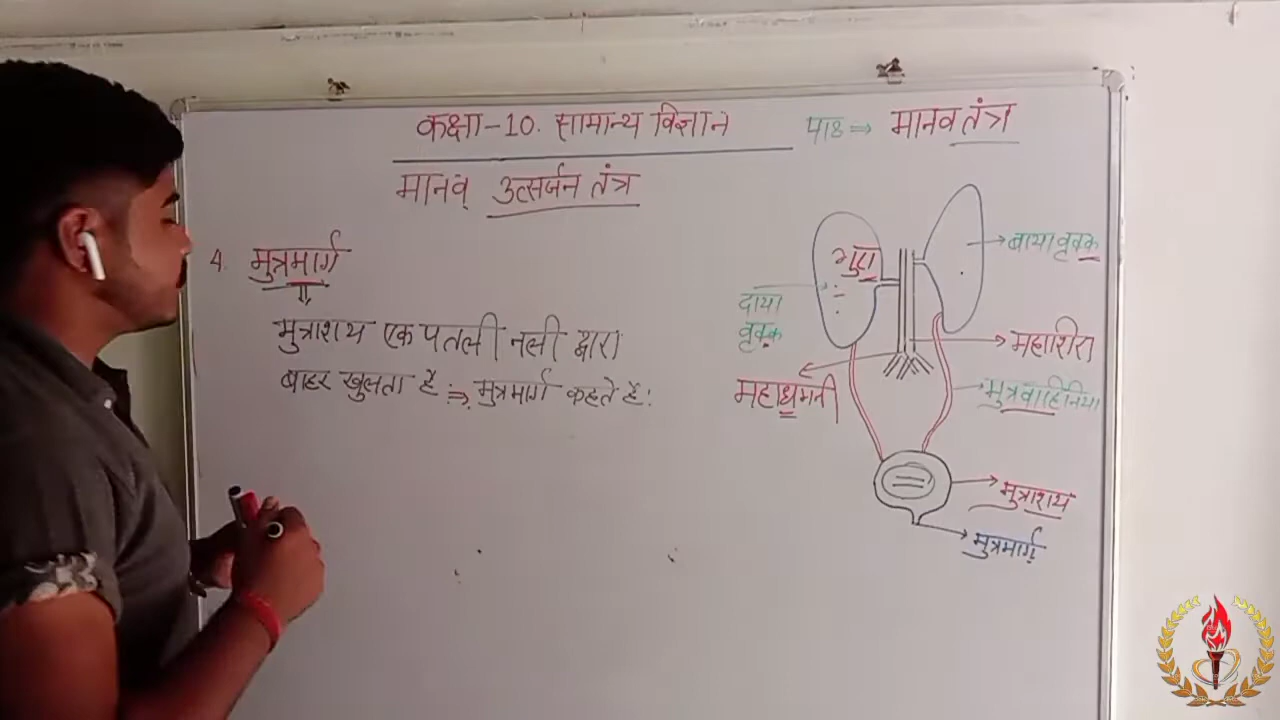 कक्षा-10. सामान्य विज्ञान
पाठ ⇒ मानव तंत्र
मानव उत्सर्जन तंत्र
4. मुत्रमार्ग
मुत्राशय एक पतली नली द्वारा
बाहर खुलता है ⇒ मुत्रमार्ग कहते है!
भुरा
बाया वृक्क
दाया
वृक्क
महाशीरा
महाधमनी
मुत्रवाहिनिया
मुत्राशय
मुत्रमार्ग